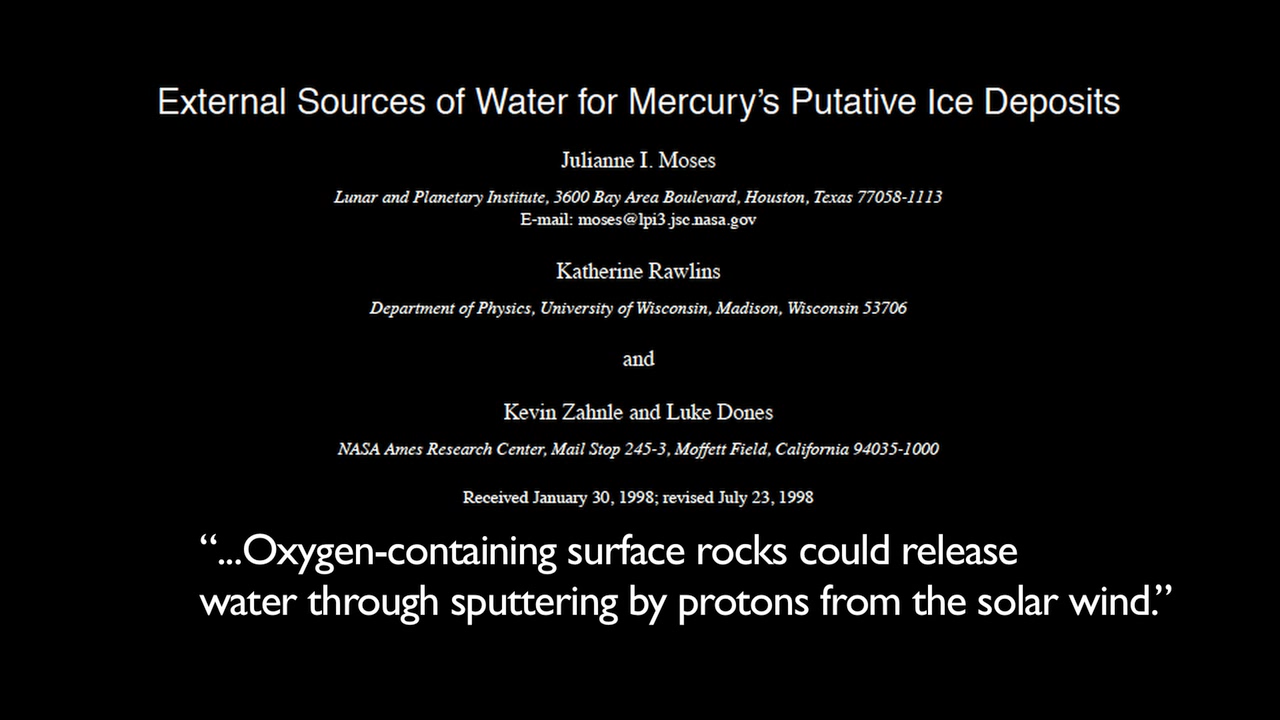 External Sources of Water for Mercury's Putative Ice Deposits
Julianne I. Moses
Lunar and Planetary Institute, 3600 Bay Area Boulevard, Houston, Texas 77058-1113
E-mail: moses@lpi3.jsc.nasa.gov
Katherine Rawlins
Department of Physics, University of Wisconsin, Madison, Wisconsin 53706
and
Kevin Zahnle and Luke Dones
NASA Ames Research Center, Mail Stop 245-3, Moffett Field, California 94035-1000
Received January 30, 1998; revised July 23, 1998
“...Oxygen-containing surface rocks could release
water through sputtering by protons from the solar wind.”